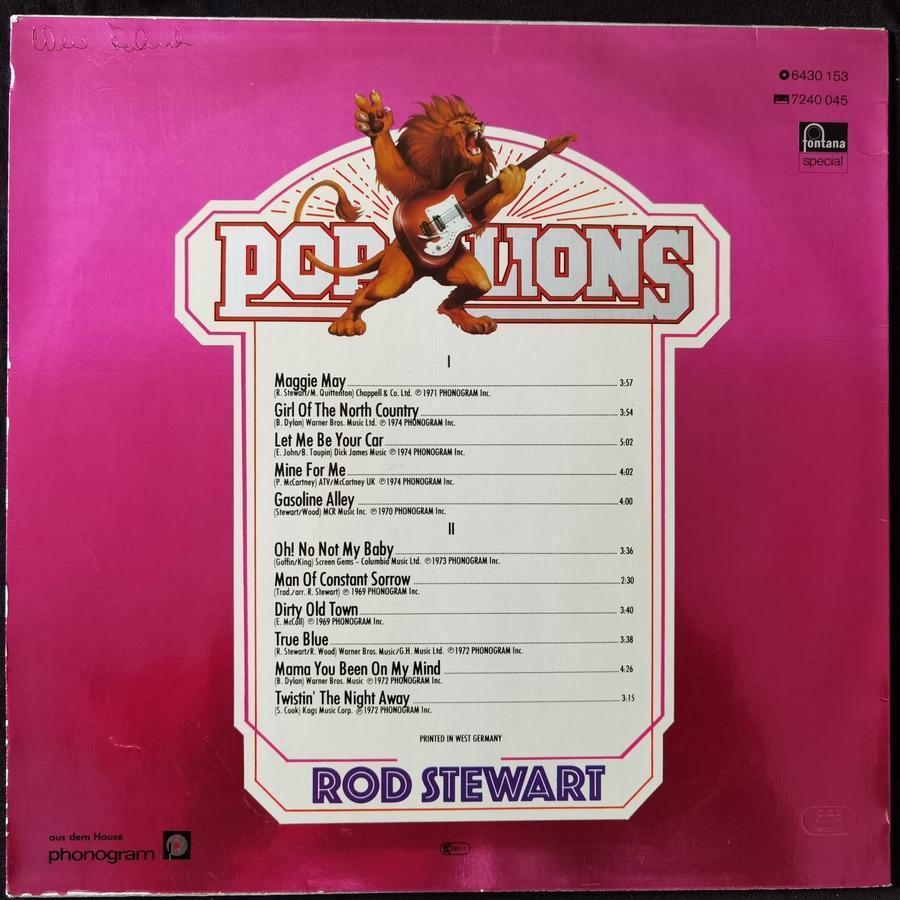 6430 153
7240 045
fontana
special
POP LIONS
I
Maggie May 3:57
(R. Stewart/M. Quittenton) Chappell & Co. Ltd. ℗1971 PHONOGRAM Inc.
Girl Of The North Country 3:54
(B. Dylan) Warner Bros. Music Ltd. ℗1974 PHONOGRAM Inc.
Let Me Be Your Car 5:02
(E. John/B. Taupin) Dick James Music ℗1974 PHONOGRAM Inc.
Mine For Me 4:02
(P. McCartney) ATV/McCartney UK ℗1974 PHONOGRAM Inc.
Gasoline Alley 4:00
(Stewart/Wood) MCR Music Inc. ℗1970 PHONOGRAM Inc.
II
Oh! No Not My Baby 3:36
(Goffin/King) Screen Gems – Columbia Music Ltd. ℗1973 PHONOGRAM Inc.
Man Of Constant Sorrow 2:30
(Trad./arr. R. Stewart) ℗1969 PHONOGRAM Inc.
Dirty Old Town 3:40
(E. McColl) ℗1969 PHONOGRAM Inc.
True Blue 3:38
(R. Stewart/R. Wood) Warner Bros. Music/G.H. Music Ltd. ℗1972 PHONOGRAM Inc.
Mama You Been On My Mind 4:26
(B. Dylan) Warner Bros. Music ℗1972 PHONOGRAM Inc.
Twistin' The Night Away 3:15
(S. Cook) Kags Music Corp. ℗1972 PHONOGRAM Inc.
PRINTED IN WEST GERMANY
ROD STEWART
aus dem Hause
phonogram